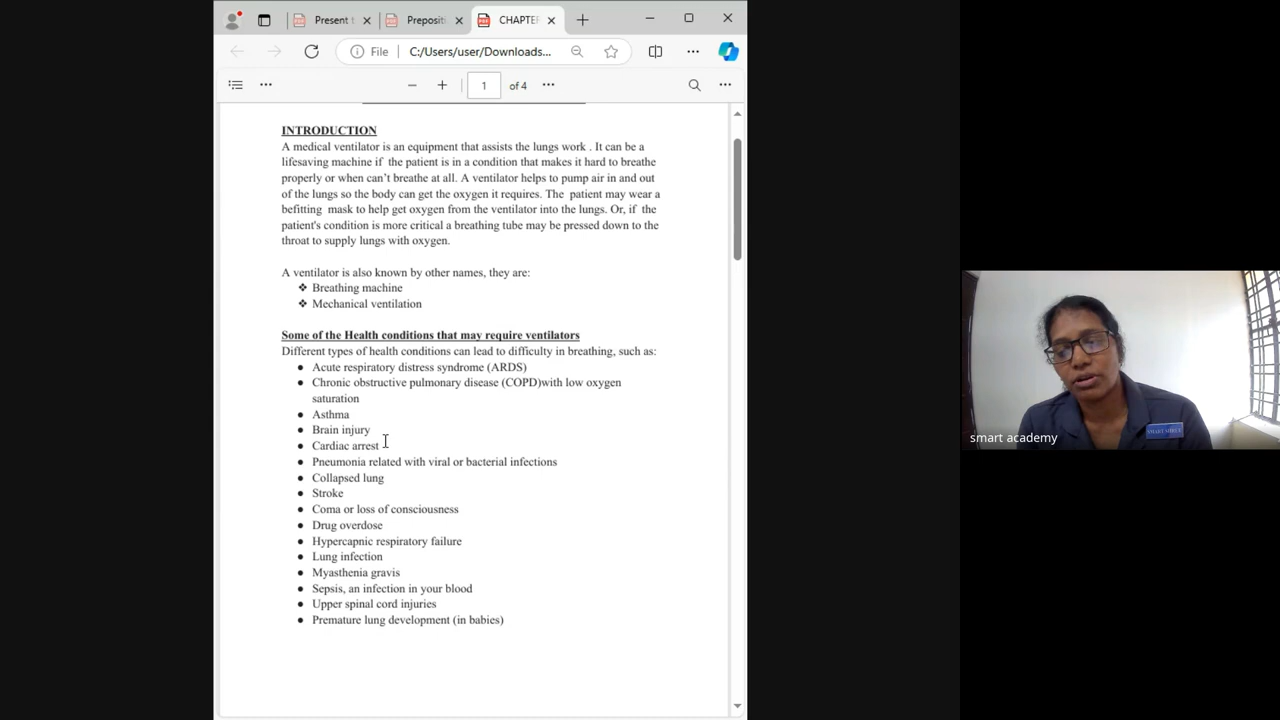 Present t
Preposit
CHAPTER
File
C:/Users/user/Downloads...
1
of 4
INTRODUCTION
A medical ventilator is an equipment that assists the lungs work . It can be a
lifesaving machine if the patient is in a condition that makes it hard to breathe
properly or when can't breathe at all. A ventilator helps to pump air in and out
of the lungs so the body can get the oxygen it requires. The patient may wear a
befitting mask to help get oxygen from the ventilator into the lungs. Or, if the
patient's condition is more critical a breathing tube may be pressed down to the
throat to supply lungs with oxygen.
A ventilator is also known by other names, they are:
❖ Breathing machine
❖ Mechanical ventilation
Some of the Health conditions that may require ventilators
Different types of health conditions can lead to difficulty in breathing, such as:
● Acute respiratory distress syndrome (ARDS)
● Chronic obstructive pulmonary disease (COPD)with low oxygen
saturation
● Asthma
● Brain injury
● Cardiac arrest
● Pneumonia related with viral or bacterial infections
● Collapsed lung
● Stroke
● Coma or loss of consciousness
● Drug overdose
● Hypercapnic respiratory failure
● Lung infection
● Myasthenia gravis
● Sepsis, an infection in your blood
● Upper spinal cord injuries
● Premature lung development (in babies)
smart academy